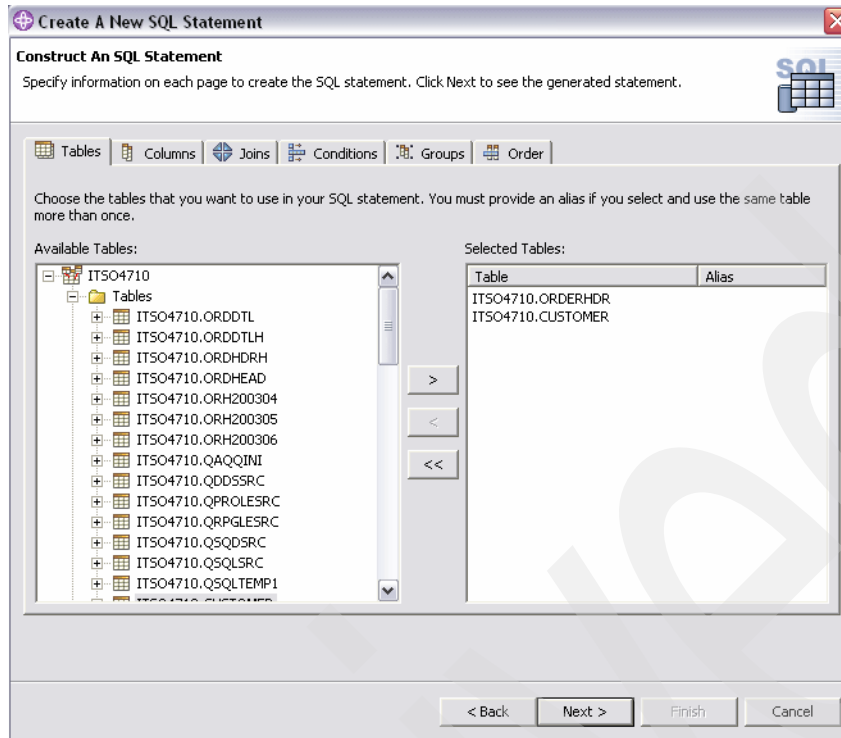 Create A New SQL Statement
Construct An SQL Statement
Specify information on each page to create the SQL statement. Click Next to see the generated statement.
SQL
Tables Columns Joins Conditions Groups Order
Choose the tables that you want to use in your SQL statement. You must provide an alias if you select and use the same table
more than once.
Available Tables:
ITSO4710
Tables
ITSO4710.ORDDTL
ITSO4710.ORDDTLH
ITSO4710.ORDHDRH
ITSO4710.ORDHEAD
ITSO4710.ORH200304
ITSO4710.ORH200305
ITSO4710.ORH200306
ITSO4710.QAQQINI
ITSO4710.QDDSSRC
ITSO4710.QPROLESRC
ITSO4710.QRPGLESRC
ITSO4710.QSQDSRC
ITSO4710.QSQLSRC
ITSO4710.QSQLTEMP1
ITSO4710.CUSTOMER
>
<
<<
Selected Tables:
Table Alias
ITSO4710.ORDERHDR
ITSO4710.CUSTOMER
< Back Next > Finish Cancel